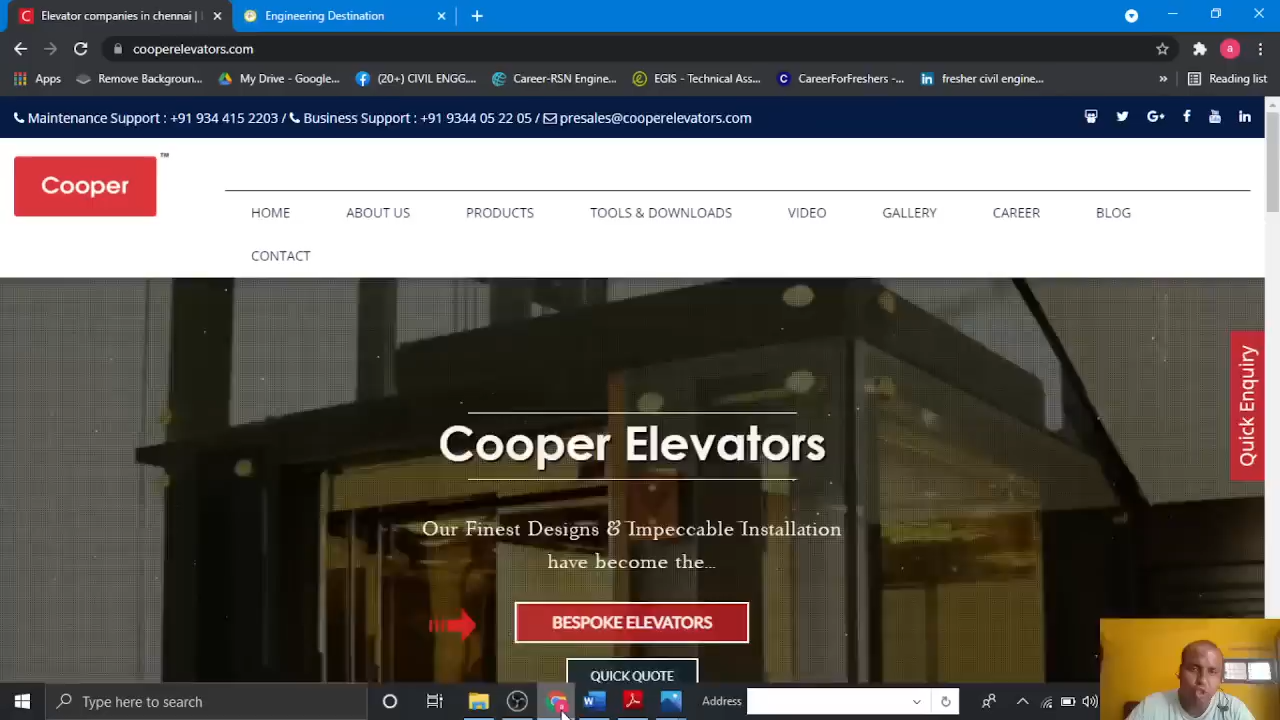 Elevator companies in chennai |
Engineering Destination
cooperelevators.com
Apps
Remove Backgroun...
My Drive - Google...
(20+) CIVIL ENGG...
Career-RSN Engine...
EGIS - Technical Ass...
CareerForFreshers -...
fresher civil engine...
»
Reading list
Maintenance Support : +91 934 415 2203 / Business Support : +91 9344 05 22 05 / presales@cooperelevators.com
Cooper ™
HOME
ABOUT US
PRODUCTS
TOOLS & DOWNLOADS
VIDEO
GALLERY
CAREER
BLOG
CONTACT
Quick Enquiry
Cooper Elevators
Our Finest Designs & Impeccable Installation
have become the...
BESPOKE ELEVATORS
QUICK QUOTE
Type here to search
Address